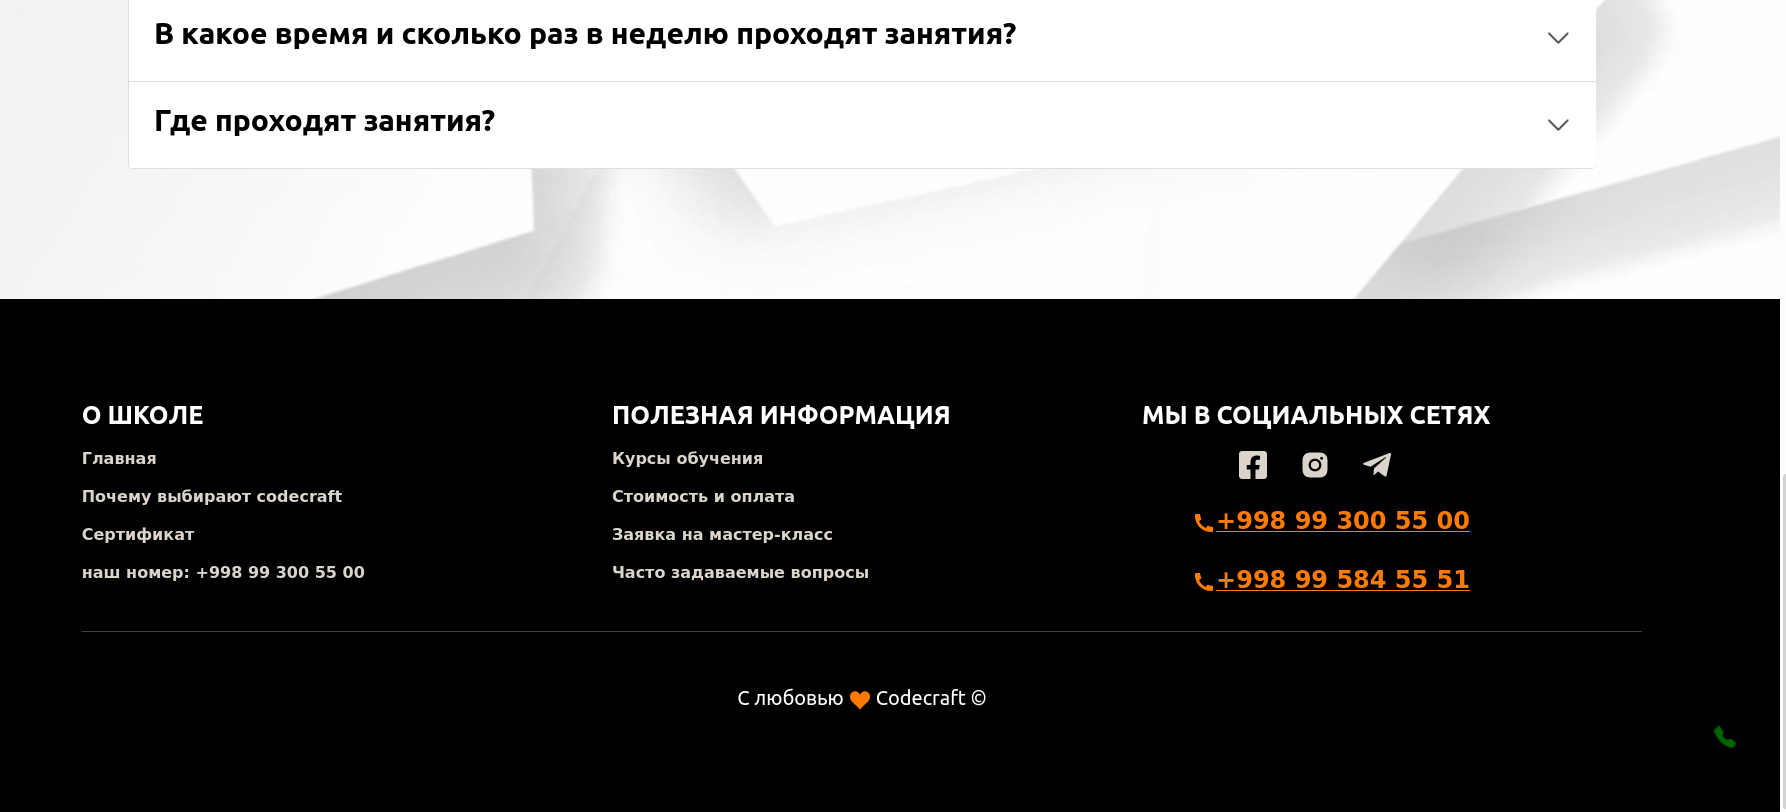 В какое время и сколько раз в неделю проходят занятия?
Где проходят занятия?
О ШКОЛЕ
Главная
Почему выбирают codecraft
Сертификат
наш номер: +998 99 300 55 00
ПОЛЕЗНАЯ ИНФОРМАЦИЯ
Курсы обучения
Стоимость и оплата
Заявка на мастер-класс
Часто задаваемые вопросы
МЫ В СОЦИАЛЬНЫХ СЕТЯХ
+998 99 300 55 00
+998 99 584 55 51
С любовью 🧡 Codecraft ©